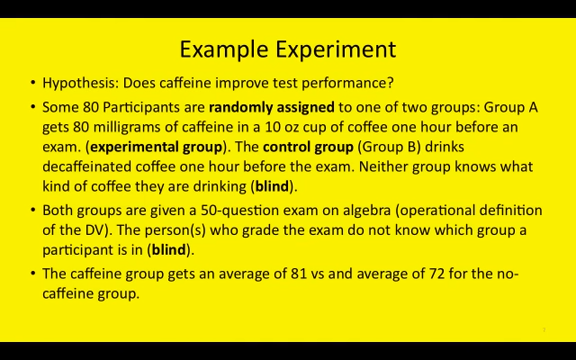 Example Experiment
• Hypothesis: Does caffeine improve test performance?
• Some 80 Participants are randomly assigned to one of two groups: Group A
gets 80 milligrams of caffeine in a 10 oz cup of coffee one hour before an
exam. (experimental group). The control group (Group B) drinks
decaffeinated coffee one hour before the exam. Neither group knows what
kind of coffee they are drinking (blind).
• Both groups are given a 50-question exam on algebra (operational definition
of the DV). The person(s) who grade the exam do not know which group a
participant is in (blind).
• The caffeine group gets an average of 81 vs and average of 72 for the no-
caffeine group.